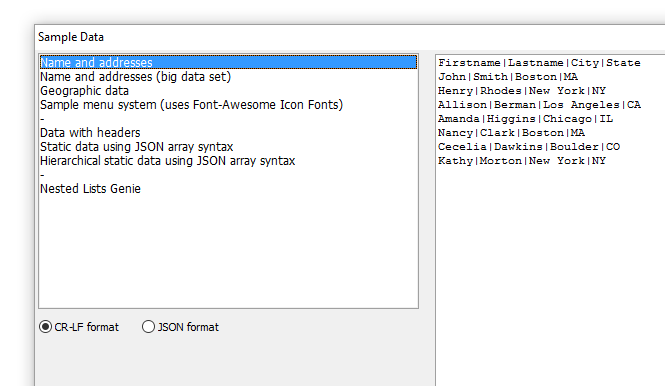 Sample Data
Name and addresses
Name and addresses (big data set)
Geographic data
Sample menu system (uses Font-Awesome Icon Fonts)
-
Data with headers
Static data using JSON array syntax
Hierarchical static data using JSON array syntax
-
Nested Lists Genie
CR-LF format
JSON format
Firstname|Lastname|City|State
John|Smith|Boston|MA
Henry|Rhodes|New York|NY
Allison|Berman|Los Angeles|CA
Amanda|Higgins|Chicago|IL
Nancy|Clark|Boston|MA
Cecelia|Dawkins|Boulder|CO
Kathy|Morton|New York|NY